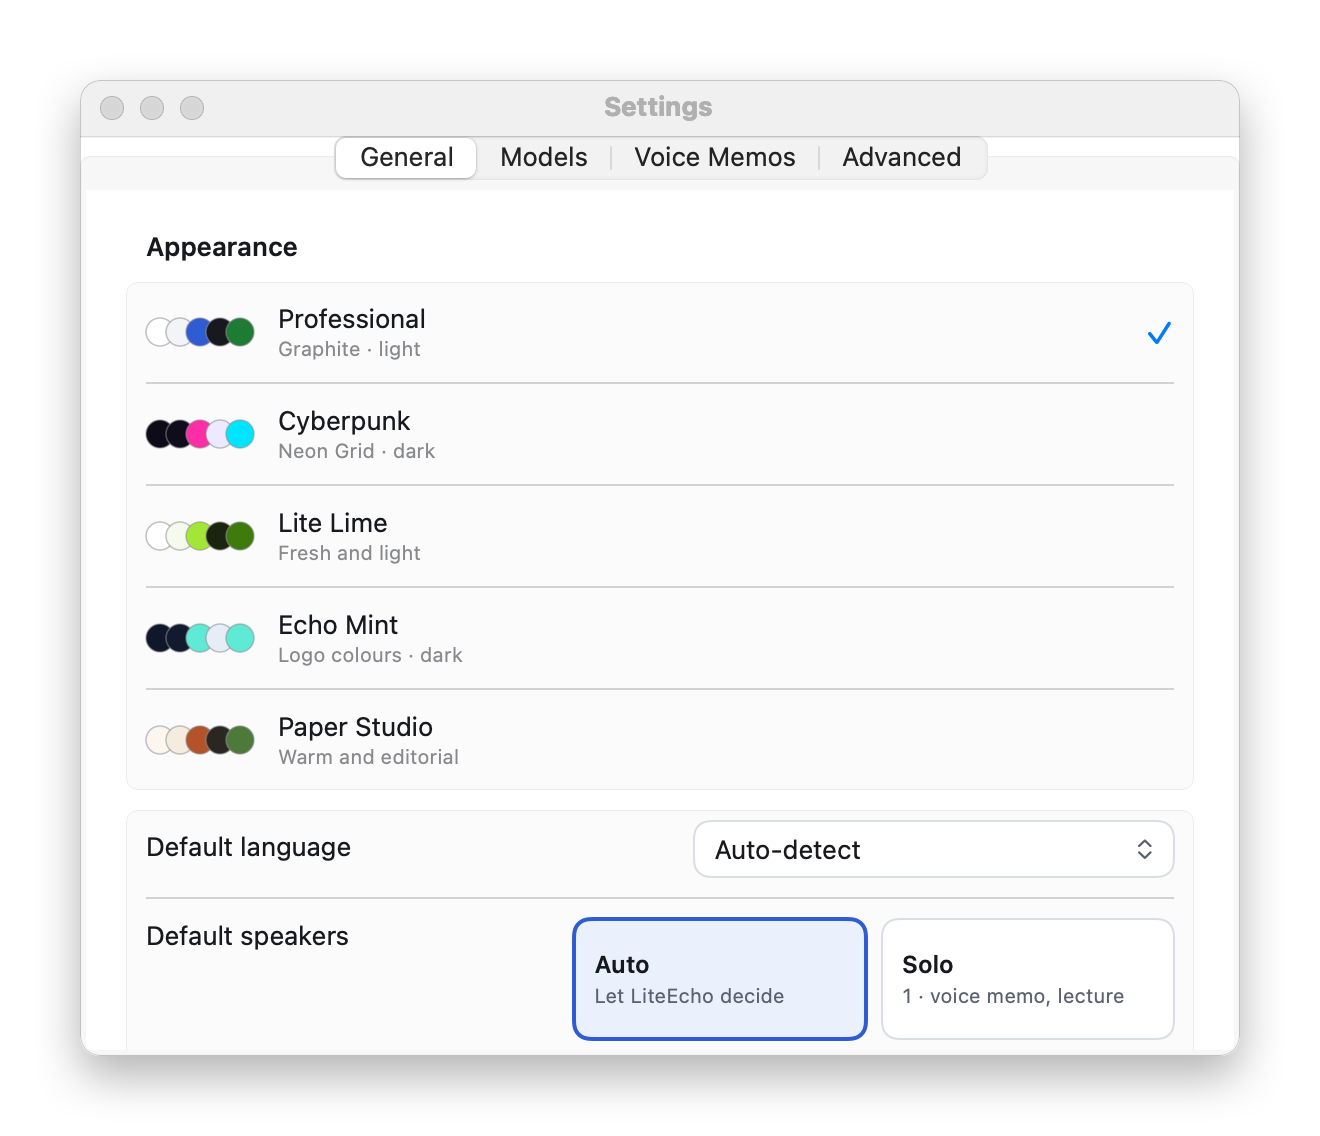 Settings
General Models Voice Memos Advanced
Appearance
Professional
Graphite · light
Cyberpunk
Neon Grid · dark
Lite Lime
Fresh and light
Echo Mint
Logo colours · dark
Paper Studio
Warm and editorial
Default language Auto-detect
Default speakers
Auto
Let LiteEcho decide
Solo
1 · voice memo, lecture